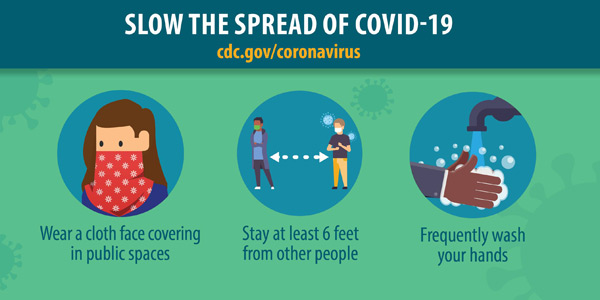 SLOW THE SPREAD OF COVID-19
cdc.gov/coronavirus
Wear a cloth face covering
in public spaces
Stay at least 6 feet
from other people
Frequently wash
your hands